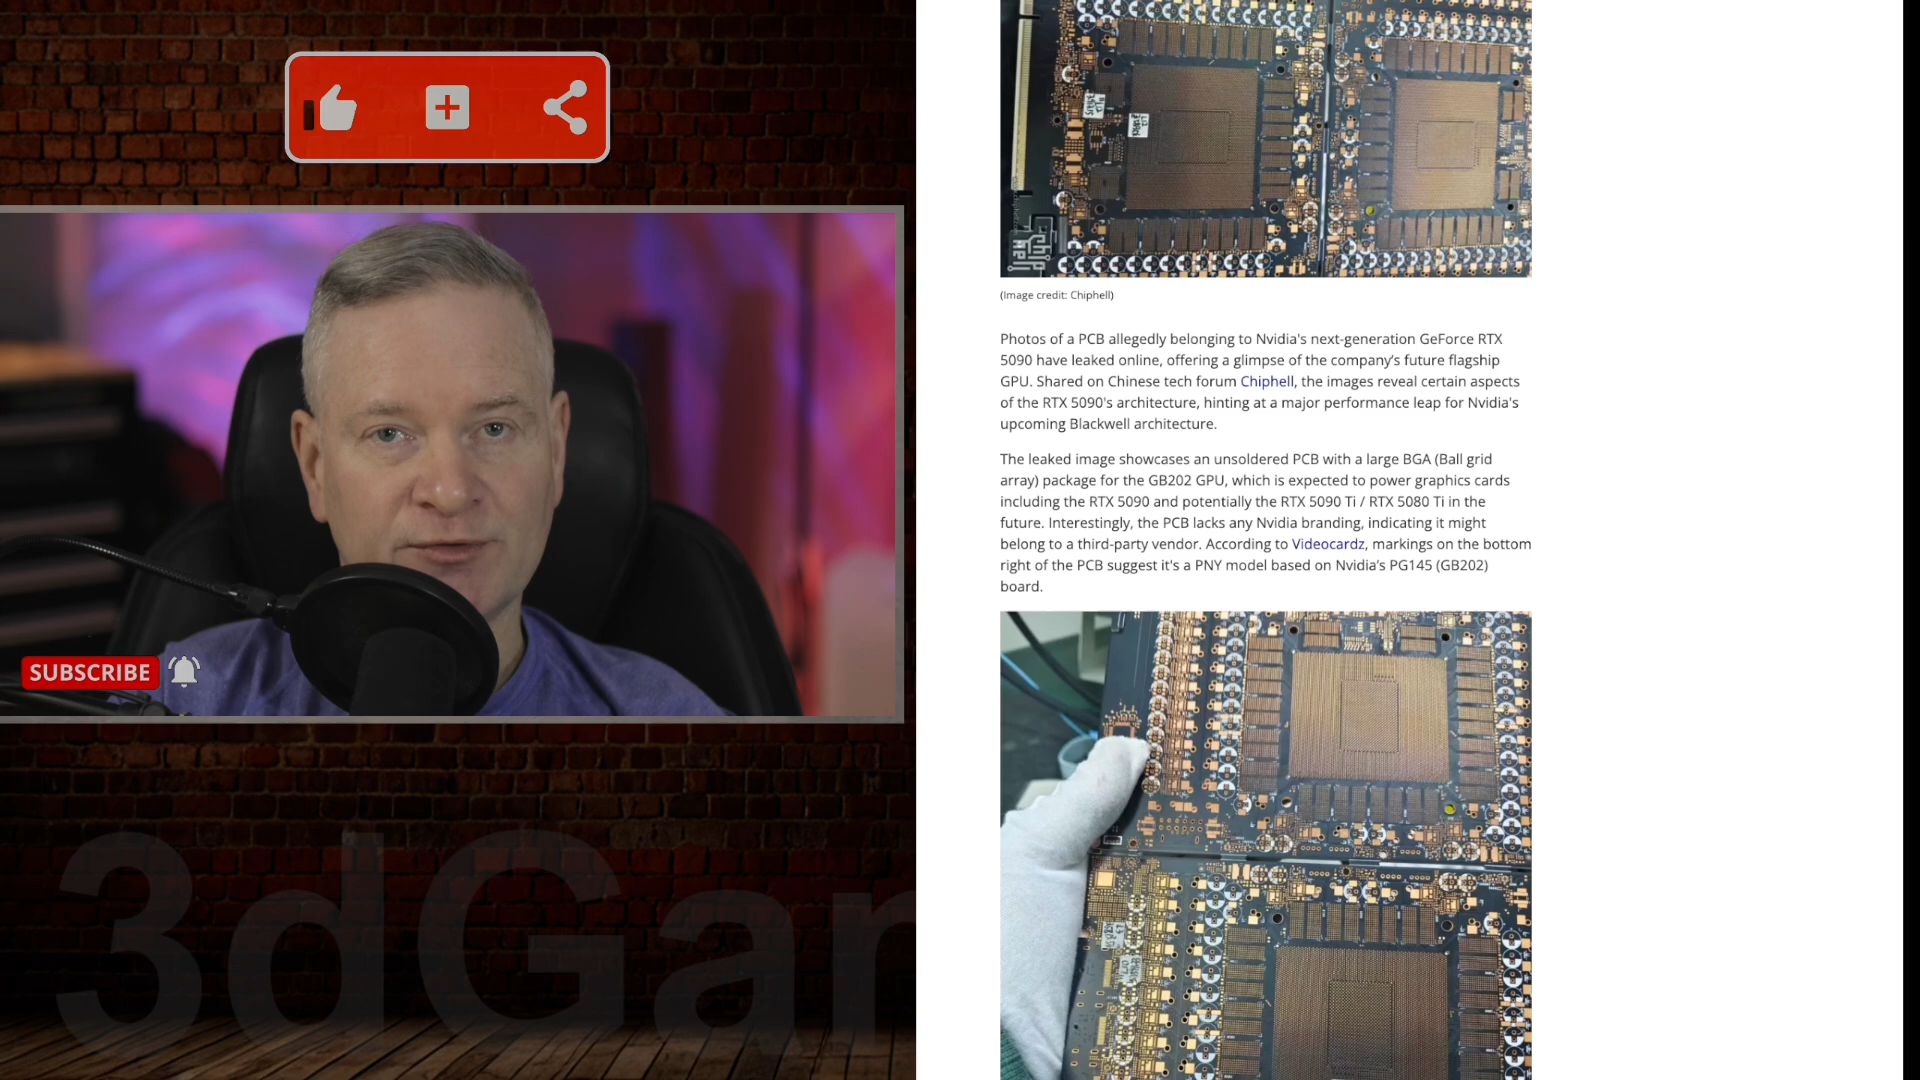 SUBSCRIBE
3dGa
(Image credit: Chiphell)
Photos of a PCB allegedly belonging to Nvidia's next-generation GeForce RTX
5090 have leaked online, offering a glimpse of the company's future flagship
GPU. Shared on Chinese tech forum Chiphell, the images reveal certain aspects
of the RTX 5090's architecture, hinting at a major performance leap for Nvidia's
upcoming Blackwell architecture.
The leaked image showcases an unsoldered PCB with a large BGA (Ball grid
array) package for the GB202 GPU, which is expected to power graphics cards
including the RTX 5090 and potentially the RTX 5090 Ti / RTX 5080 Ti in the
future. Interestingly, the PCB lacks any Nvidia branding, indicating it might
belong to a third-party vendor. According to Videocardz, markings on the bottom
right of the PCB suggest it's a PNY model based on Nvidia's PG145 (GB202)
board.